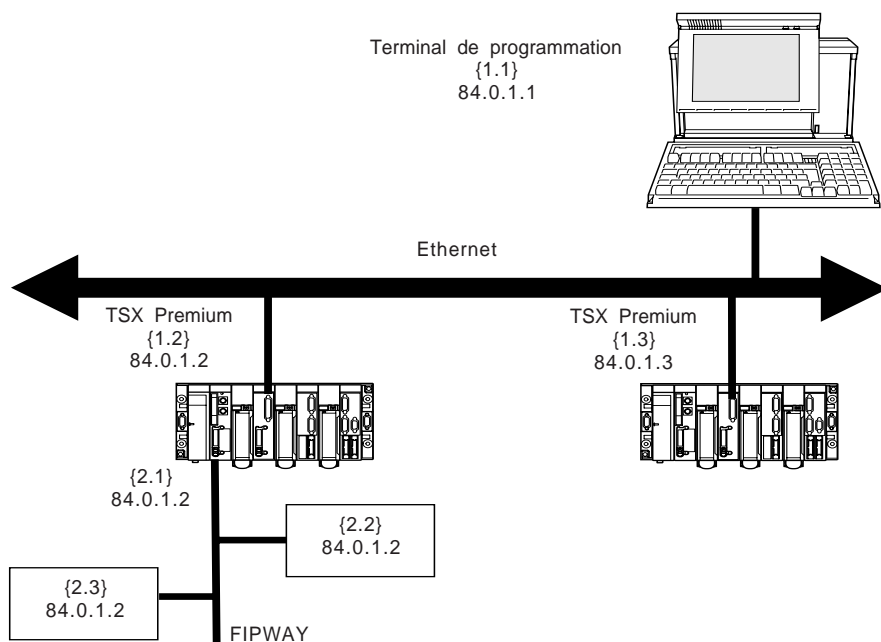 Terminal de programmation
{1.1}
84.0.1.1
Ethernet
TSX Premium
{1.2}
84.0.1.2
TSX Premium
{1.3}
84.0.1.3
{2.1}
84.0.1.2
{2.2}
84.0.1.2
{2.3}
84.0.1.2
FIPWAY